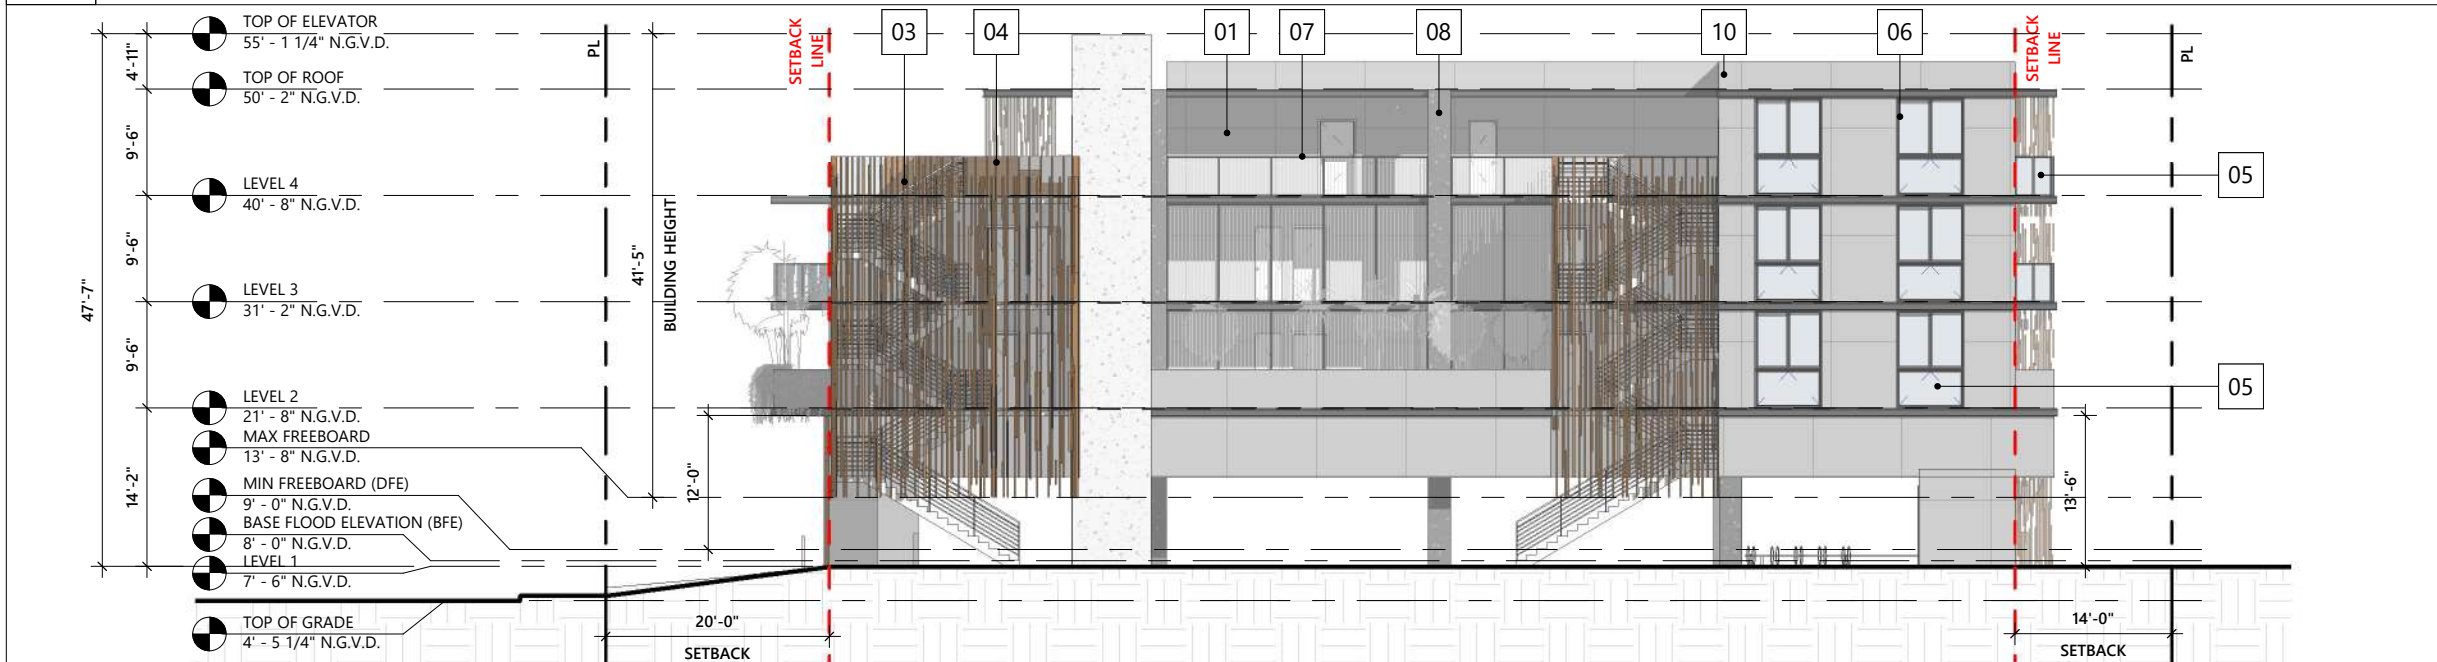 TOP OF ELEVATOR
55' - 1 1/4" N.G.V.D.
TOP OF ROOF
50' - 2" N.G.V.D.
LEVEL 4
40' - 8" N.G.V.D.
LEVEL 3
31' - 2" N.G.V.D.
LEVEL 2
21' - 8" N.G.V.D.
MAX FREEBOARD
13' - 8" N.G.V.D.
MIN FREEBOARD (DFE)
9' - 0" N.G.V.D.
BASE FLOOD ELEVATION (BFE)
8' - 0" N.G.V.D.
LEVEL 1
7' - 6" N.G.V.D.
TOP OF GRADE
4' - 5 1/4" N.G.V.D.
47'-7"
4'-11"
9'-6"
9'-6"
9'-6"
14'-2"
PL
41'-5"
BUILDING HEIGHT
12'-0"
SETBACK
LINE
03
04
01
07
08
10
06
SETBACK
LINE
PL
05
05
13'-6"
20'-0"
SETBACK
14'-0"
SETBACK